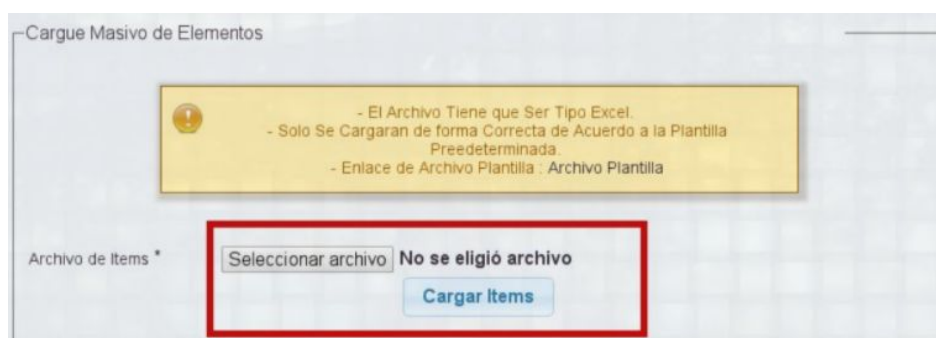 Cargue Masivo de Elementos
- El Archivo Tiene que Ser Tipo Excel.
- Solo Se Cargaran de forma Correcta de Acuerdo a la Plantilla
Preedeterminada.
- Enlace de Archivo Plantilla : Archivo Plantilla
Archivo de Items * Seleccionar archivo No se eligió archivo
Cargar Items